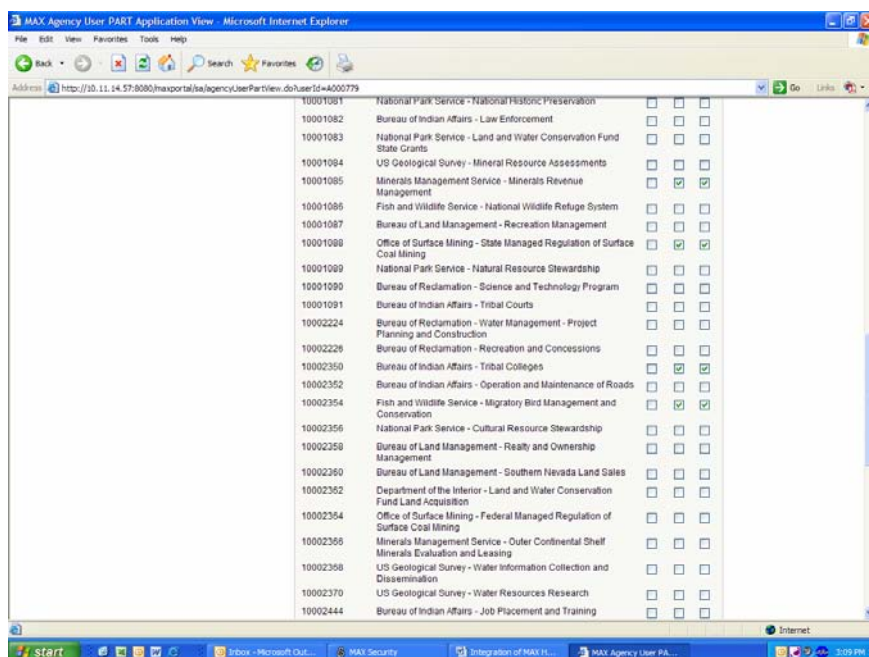 MAX Agency User PART Application View - Microsoft Internet Explorer
File Edit View Favorites Tools Help
Back Search Favorites
Address http://10.11.14.57:8080/maxportal/sa/agencyUserPartView.do?userId=A000779 Go Links
10001081 National Park Service - National Historic Preservation
10001082 Bureau of Indian Affairs - Law Enforcement
10001083 National Park Service - Land and Water Conservation Fund
State Grants
10001084 US Geological Survey - Mineral Resource Assessments
10001085 Minerals Management Service - Minerals Revenue
Management
10001086 Fish and Wildlife Service - National Wildlife Refuge System
10001087 Bureau of Land Management - Recreation Management
10001088 Office of Surface Mining - State Managed Regulation of Surface
Coal Mining
10001089 National Park Service - Natural Resource Stewardship
10001090 Bureau of Reclamation - Science and Technology Program
10001091 Bureau of Indian Affairs - Tribal Courts
10002224 Bureau of Reclamation - Water Management - Project
Planning and Construction
10002226 Bureau of Reclamation - Recreation and Concessions
10002350 Bureau of Indian Affairs - Tribal Colleges
10002352 Bureau of Indian Affairs - Operation and Maintenance of Roads
10002354 Fish and Wildlife Service - Migratory Bird Management and
Conservation
10002356 National Park Service - Cultural Resource Stewardship
10002358 Bureau of Land Management - Realty and Ownership
Management
10002360 Bureau of Land Management - Southern Nevada Land Sales
10002362 Department of the Interior - Land and Water Conservation
Fund Land Acquisition
10002364 Office of Surface Mining - Federal Managed Regulation of
Surface Coal Mining
10002366 Minerals Management Service - Outer Continental Shelf
Minerals Evaluation and Leasing
10002368 US Geological Survey - Water Information Collection and
Dissemination
10002370 US Geological Survey - Water Resources Research
10002444 Bureau of Indian Affairs - Job Placement and Training
Internet
start Inbox - Microsoft Out... MAX Security Integration of MAX H... MAX Agency User PA... 3:09 PM